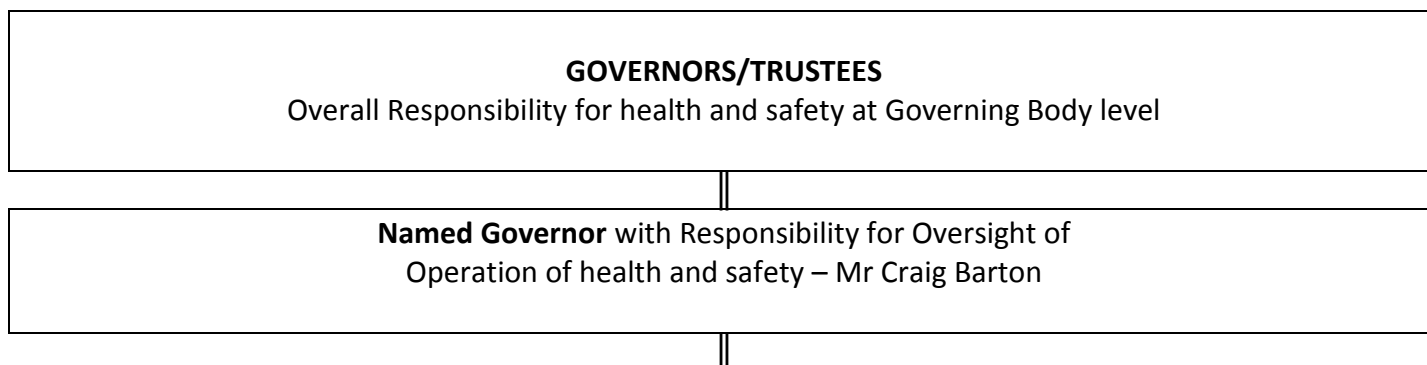 GOVERNORS/TRUSTEES
Overall Responsibility for health and safety at Governing Body level
Named Governor with Responsibility for Oversight of
Operation of health and safety – Mr Craig Barton